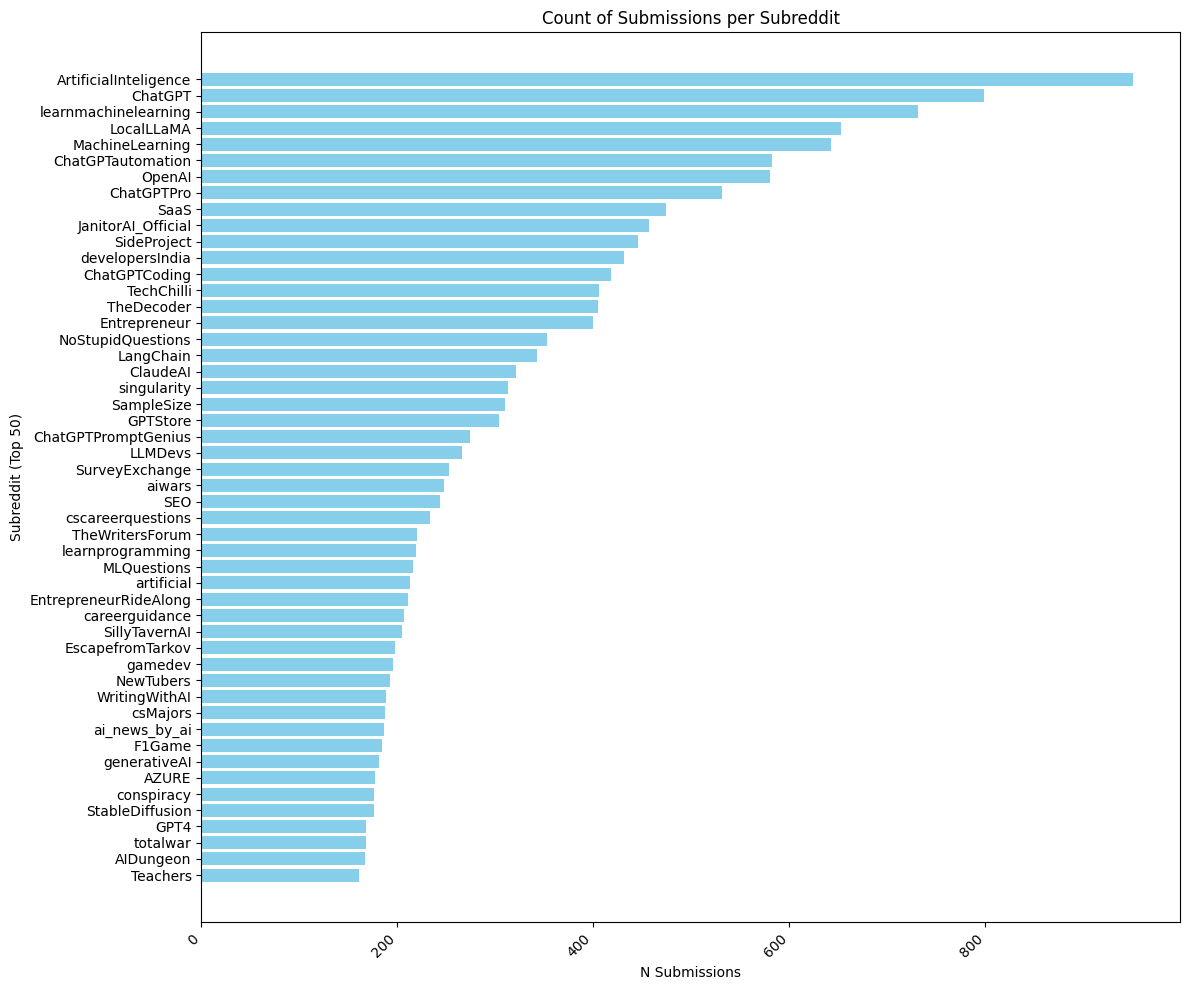 Count of Submissions per Subreddit
ArtificialInteligence
ChatGPT
learnmachinelearning
LocalLLaMA
MachineLearning
ChatGPTautomation
OpenAI
ChatGPTPro
SaaS
JanitorAI_Official
SideProject
developersIndia
ChatGPTCoding
TechChilli
TheDecoder
Entrepreneur
NoStupidQuestions
LangChain
ClaudeAI
singularity
SampleSize
GPTStore
ChatGPTPromptGenius
LLMDevs
SurveyExchange
aiwars
SEO
cscareerquestions
TheWritersForum
learnprogramming
MLQuestions
artificial
EntrepreneurRideAlong
careerguidance
SillyTavernAI
EscapefromTarkov
gamedev
NewTubers
WritingWithAI
csMajors
ai_news_by_ai
F1Game
generativeAI
AZURE
conspiracy
StableDiffusion
GPT4
totalwar
AIDungeon
Teachers
Subreddit (Top 50)
0 200 400 600 800
N Submissions